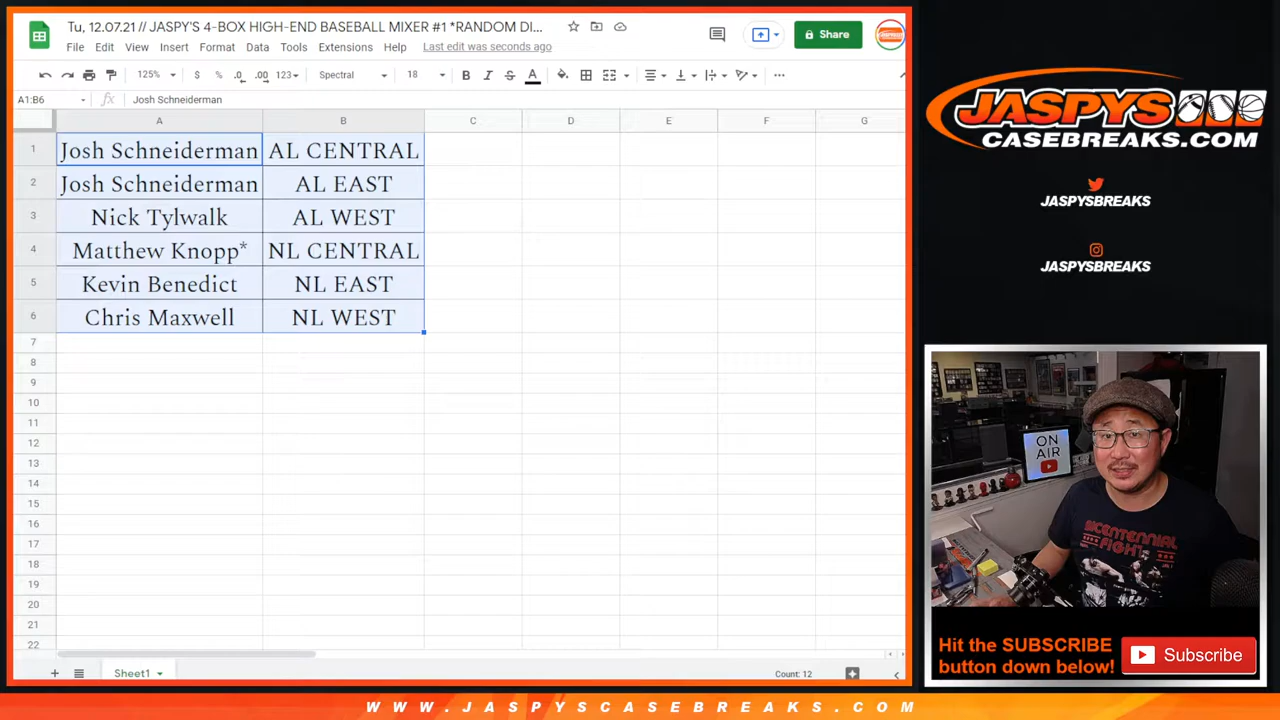 Tu, 12.07.21 // JASPY'S 4-BOX HIGH-END BASEBALL MIXER #1 *RANDOM DI...
File Edit View Insert Format Data Tools Extensions Help Last edit was seconds ago
Share
125% $ % .0 .00 123 Spectral 18 B I S A
A1:B6 fx Josh Schneiderman
A B C D E F G
1 Josh Schneiderman AL CENTRAL
2 Josh Schneiderman AL EAST
3 Nick Tylwalk AL WEST
4 Matthew Knopp* NL CENTRAL
5 Kevin Benedict NL EAST
6 Chris Maxwell NL WEST
7
8
9
10
11
12
13
14
15
16
17
18
19
20
21
22
Sheet1 Count: 12
JASPYS
CASEBREAKS.COM
JASPYSBREAKS
JASPYSBREAKS
ON
AIR
BICENTENNIAL
FIGHT
Hit the SUBSCRIBE
button down below!
Subscribe
WWW.JASPYSCASEBREAKS.COM